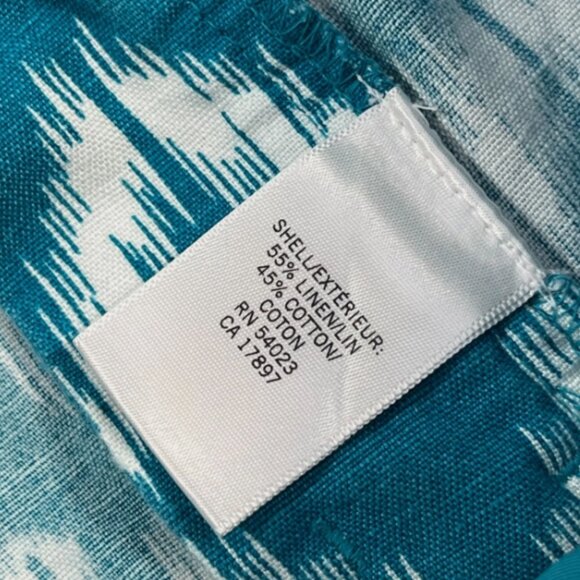 SHELL/EXTÉRIEUR:
55% LINEN/LIN
45% COTTON/
COTON
RN 54023
CA 17897